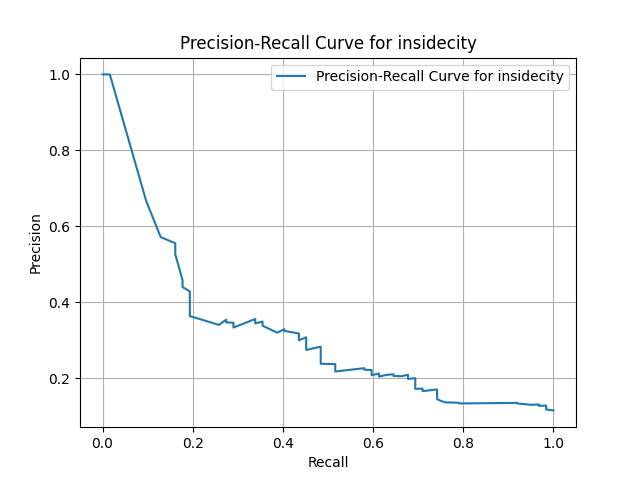 Precision-Recall Curve for insidecity
Precision-Recall Curve for insidecity
1.0
0.8
0.6
0.4
0.2
Precision
0.0 0.2 0.4 0.6 0.8 1.0
Recall